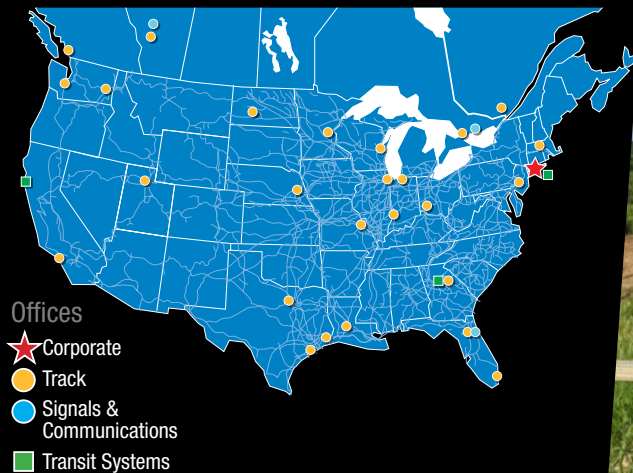 Offices
Corporate
Track
Signals &
Communications
Transit Systems